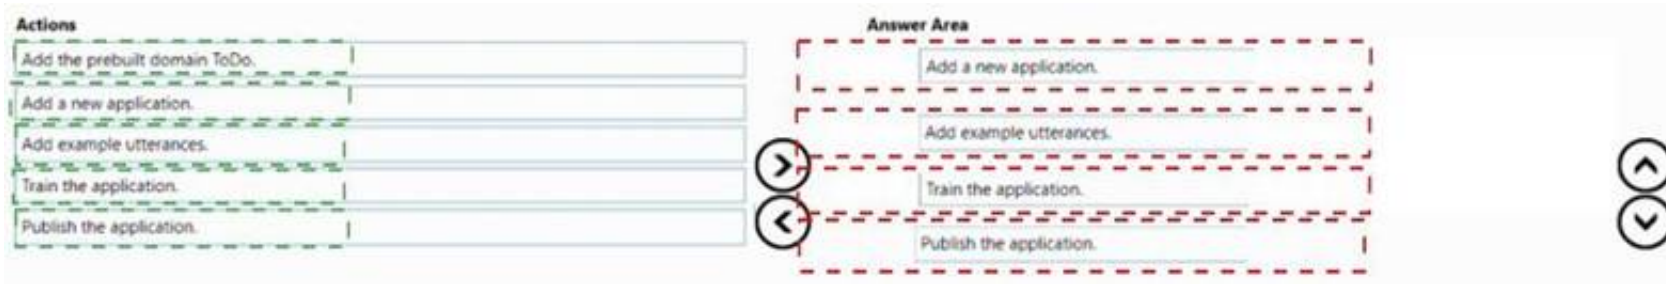 Actions
Add the prebuilt domain ToDo.
Add a new application.
Add example utterances.
Train the application.
Publish the application.
Answer Area
Add a new application.
Add example utterances.
Train the application.
Publish the application.